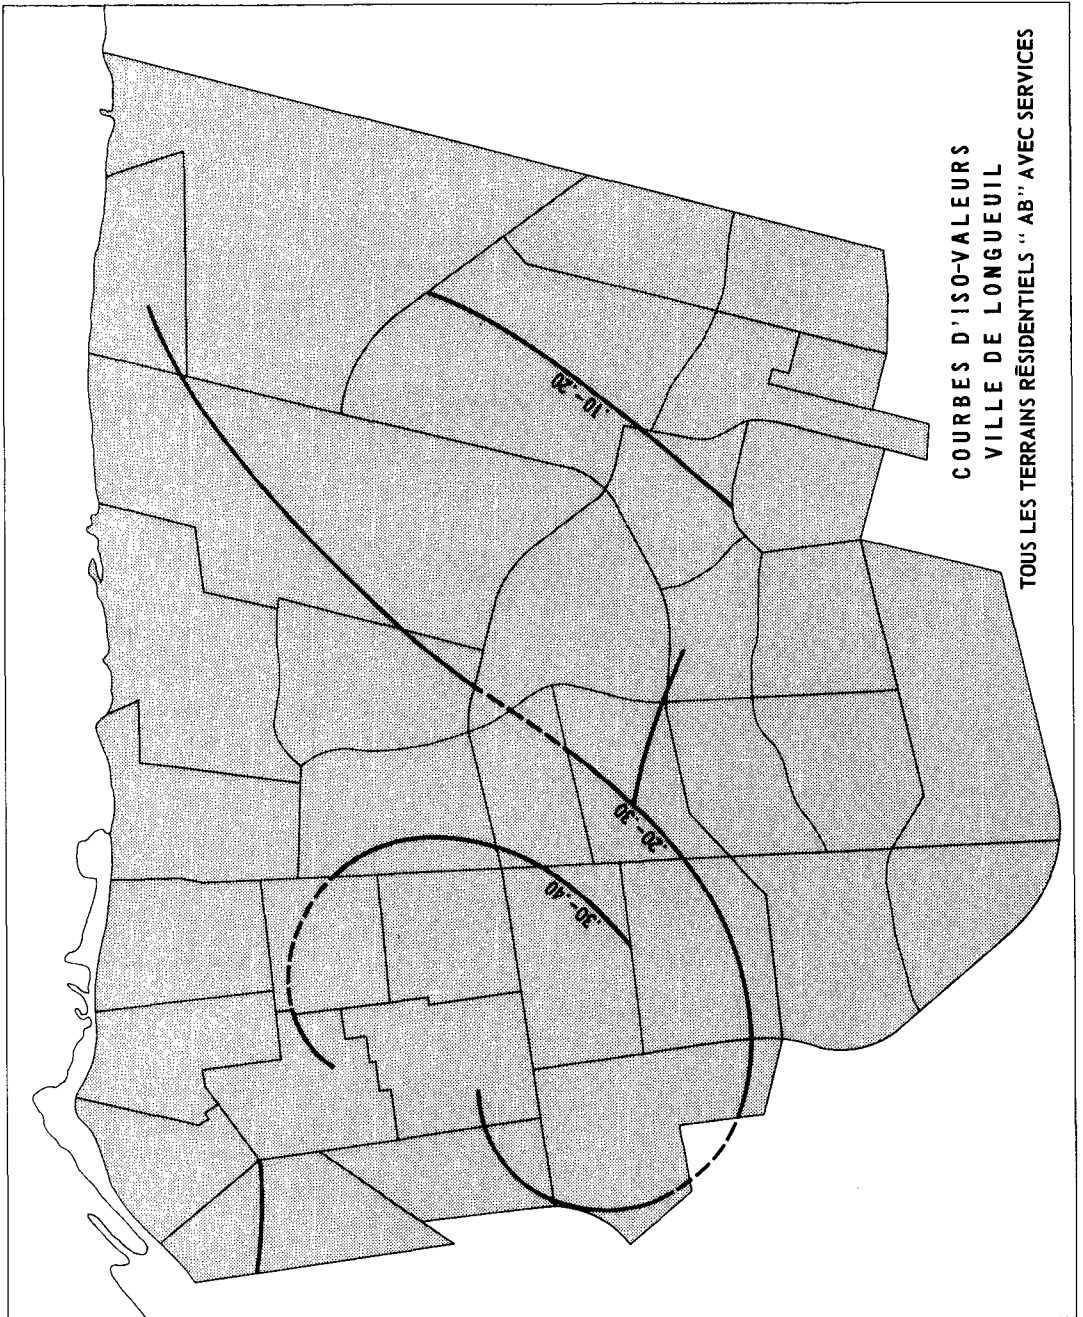 COURBES D'ISO-VALEURS
VILLE DE LONGUEUIL
TOUS LES TERRAINS RÉSIDENTIELS "AB" AVEC SERVICES
.10-.20
.20-.30
.30-.40